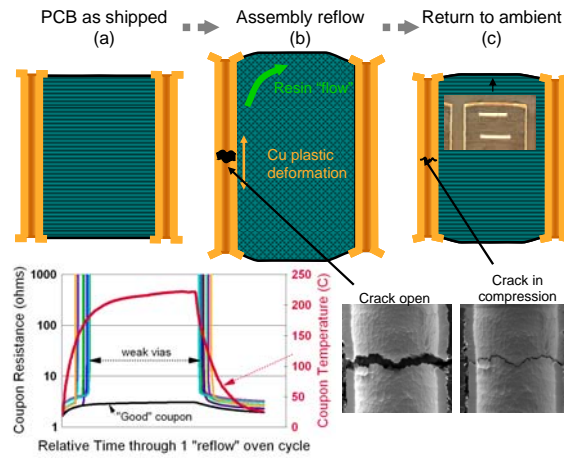 PCB as shipped
(a)
Assembly reflow
(b)
Return to ambient
(c)
Resin "flow"
Cu plastic
deformation
Crack open
Crack in
compression
Coupon Resistance (ohms)
1000
100
10
1
weak vias
"Good" coupon
250
200
150
100
50
0
Coupon Temperature (C)
Relative Time through 1 "reflow" oven cycle